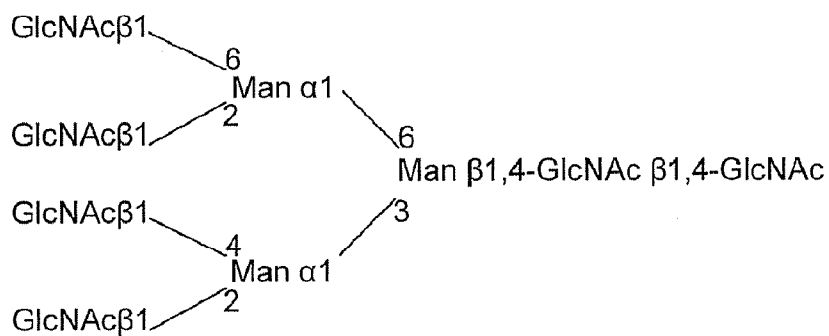 GlcNAcβ1
6
Man α1
2
GlcNAcβ1
6
Man β1,4-GlcNAc β1,4-GlcNAc
3
GlcNAcβ1
4
Man α1
2
GlcNAcβ1